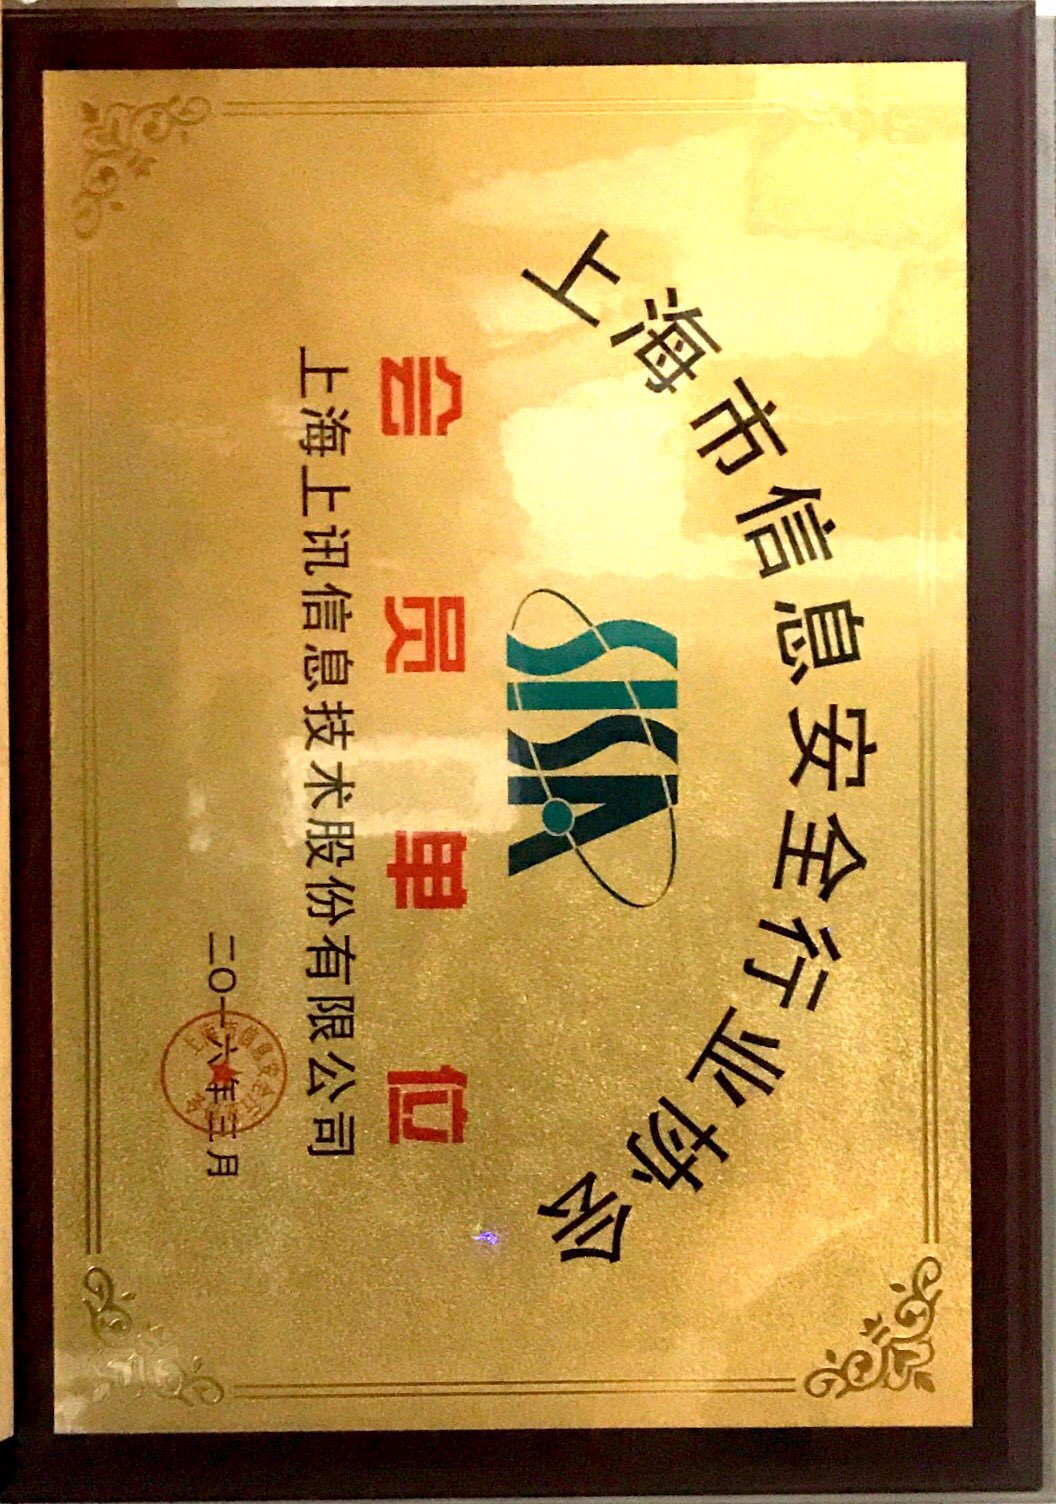 上海市信息安全行业协会
SISA
会员单位
上海上讯信息技术股份有限公司
二〇一六年三月